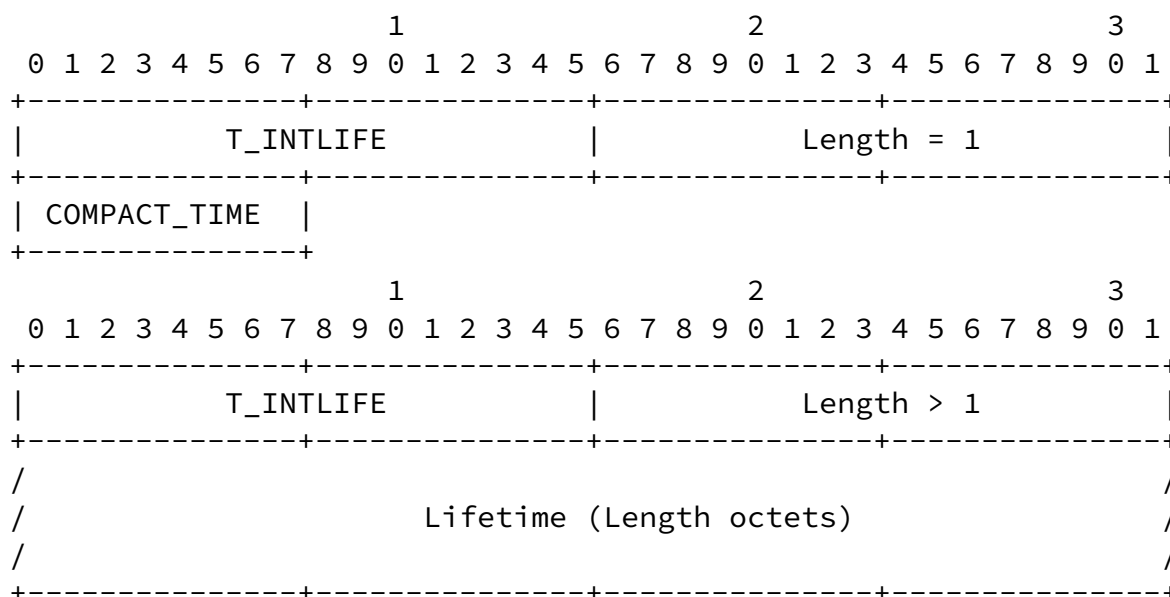 1                   2                   3
 0 1 2 3 4 5 6 7 8 9 0 1 2 3 4 5 6 7 8 9 0 1 2 3 4 5 6 7 8 9 0 1
+---------------+---------------+---------------+---------------+
|           T_INTLIFE           |           Length = 1          |
+---------------+---------------+---------------+---------------+
| COMPACT_TIME  |
+---------------+
                     1                   2                   3
 0 1 2 3 4 5 6 7 8 9 0 1 2 3 4 5 6 7 8 9 0 1 2 3 4 5 6 7 8 9 0 1
+---------------+---------------+---------------+---------------+
|           T_INTLIFE           |           Length > 1          |
+---------------+---------------+---------------+---------------+
/                                                               /
/                      Lifetime (Length octets)                 /
/                                                               /
+---------------+---------------+---------------+---------------+